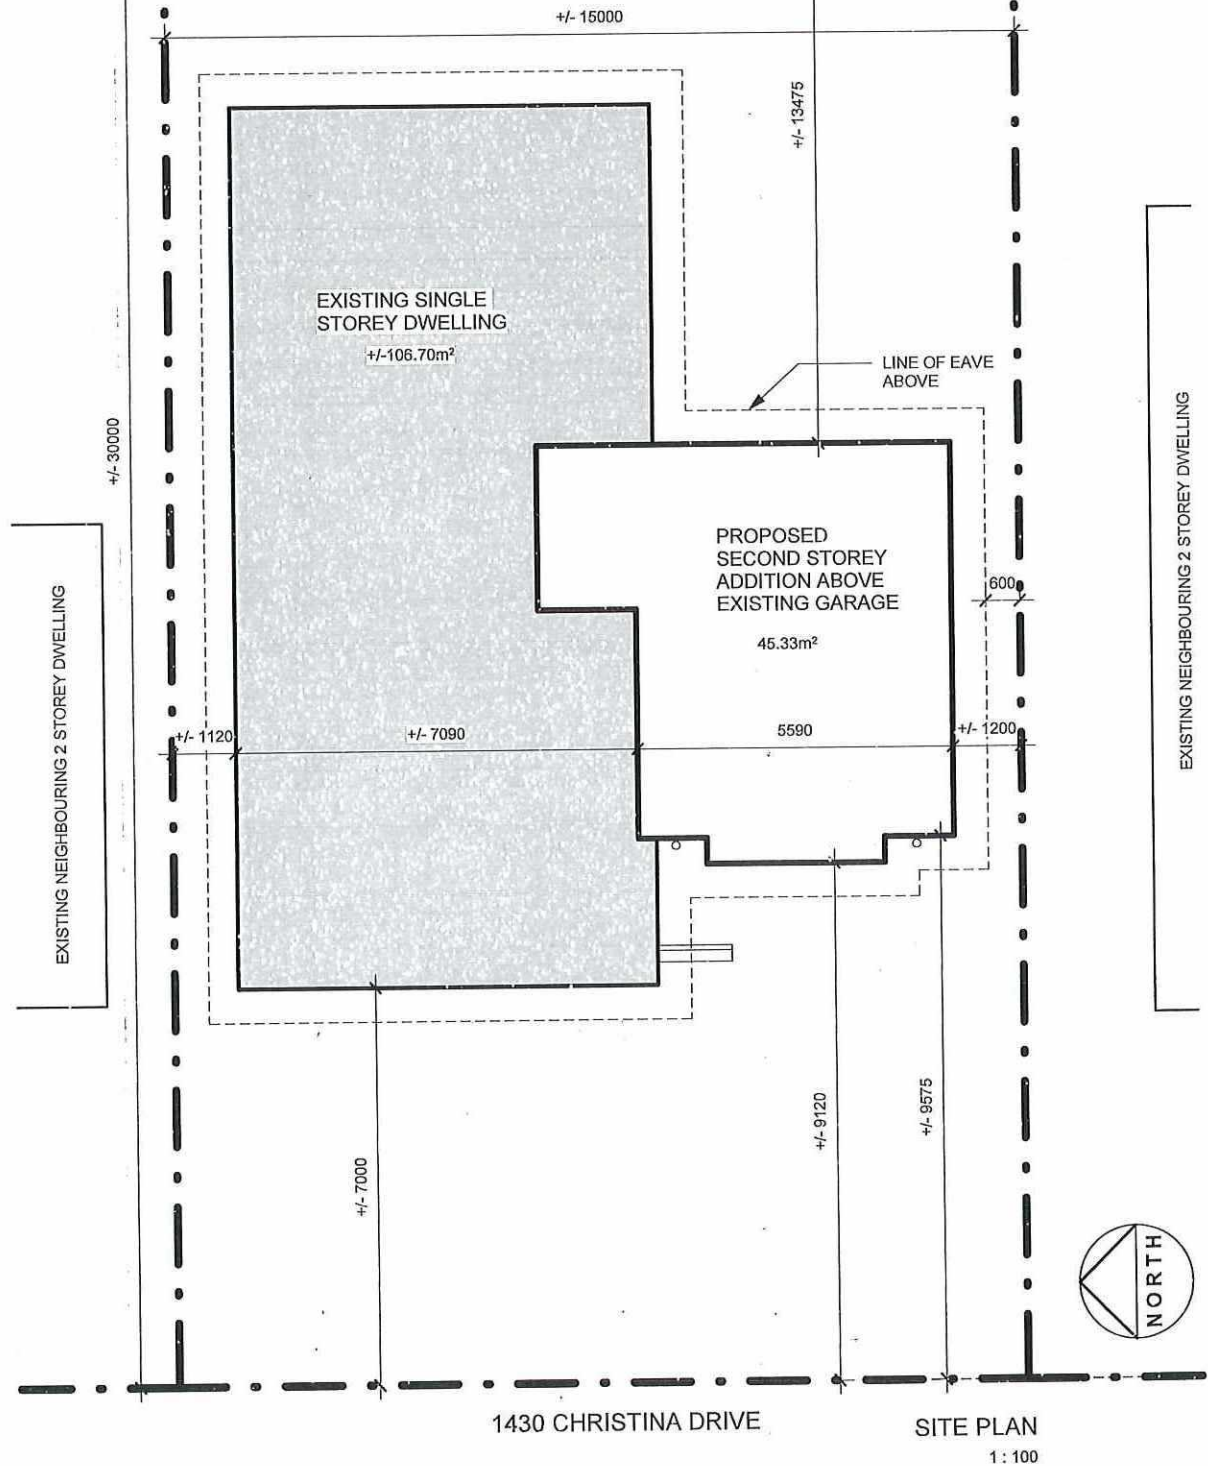 +/- 15000
+/- 13475
EXISTING SINGLE
STOREY DWELLING
+/-106.70m²
LINE OF EAVE
ABOVE
+/- 30000
EXISTING NEIGHBOURING 2 STOREY DWELLING
PROPOSED
SECOND STOREY
ADDITION ABOVE
EXISTING GARAGE
45.33m²
600
EXISTING NEIGHBOURING 2 STOREY DWELLING
+/- 1120
+/- 7090
5590
+/- 1200
+/- 7000
+/- 9120
+/- 9575
NORTH
1430 CHRISTINA DRIVE
SITE PLAN
1 : 100